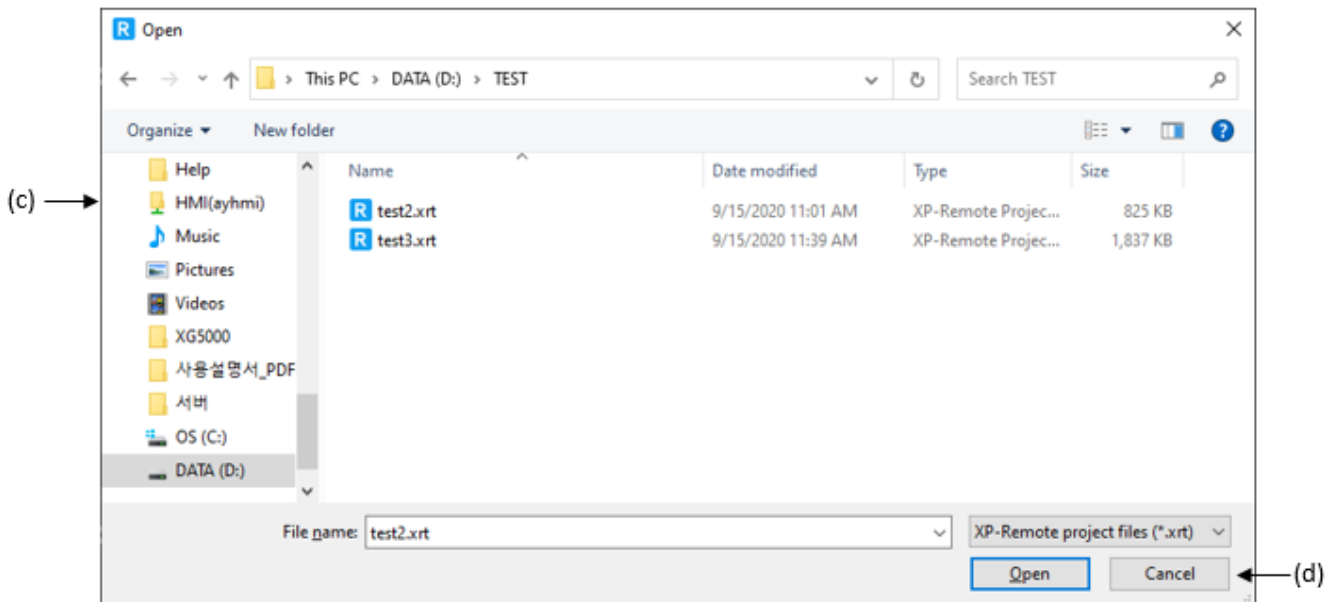 R Open
This PC > DATA (D:) > TEST
Search TEST
Organize
New folder
Name
Date modified
Type
Size
Help
(c)
HMI(ayhmi)
Music
Pictures
Videos
XG5000
사용설명서_PDF
서버
OS (C:)
DATA (D:)
R test2.xrt 9/15/2020 11:01 AM XP-Remote Projec... 825 KB
R test3.xrt 9/15/2020 11:39 AM XP-Remote Projec... 1,837 KB
File name: test2.xrt
XP-Remote project files (*.xrt)
Open
Cancel
(d)